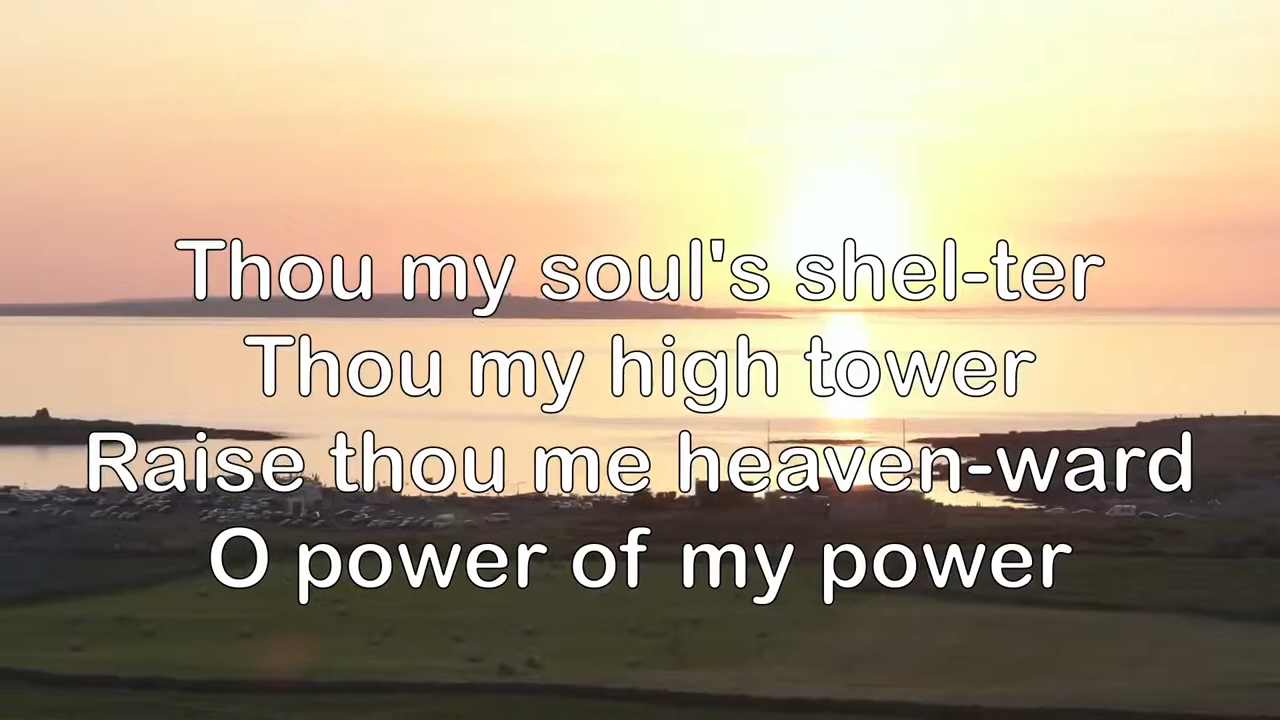 Thou my soul's shel-ter
Thou my high tower
Raise thou me heaven-ward
O power of my power